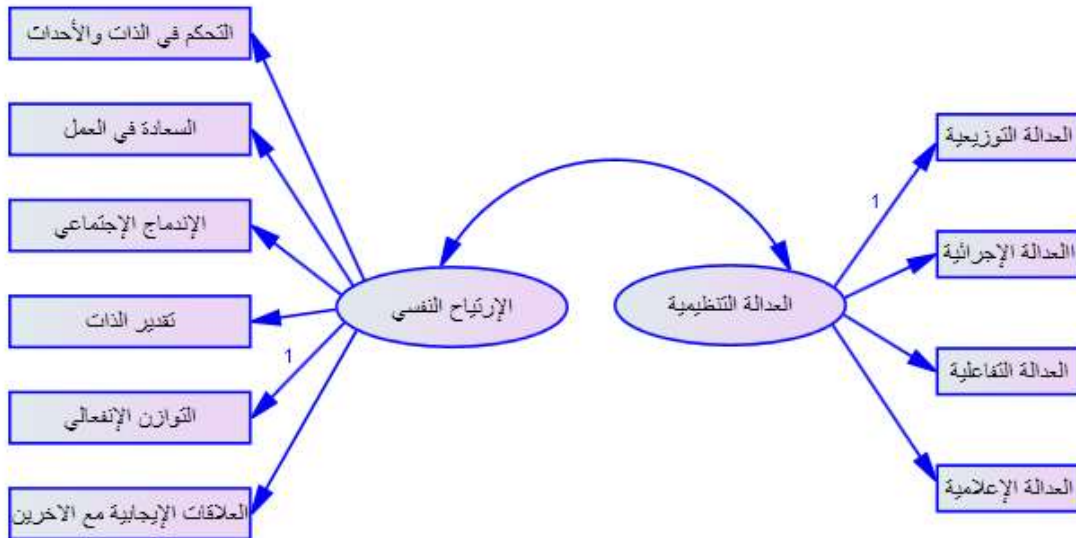 التحكم في الذات والأحداث
السعادة في العمل
الإندماج الإجتماعي
تقدير الذات
التوازن الإنفعالي
العلاقات الإيجابية مع الاخرين
الإرتياح النفسي
1
العدالة التنظيمية
1
العدالة التوزيعية
االعدالة الإجرائية
العدالة التفاعلية
العدالة الإعلامية